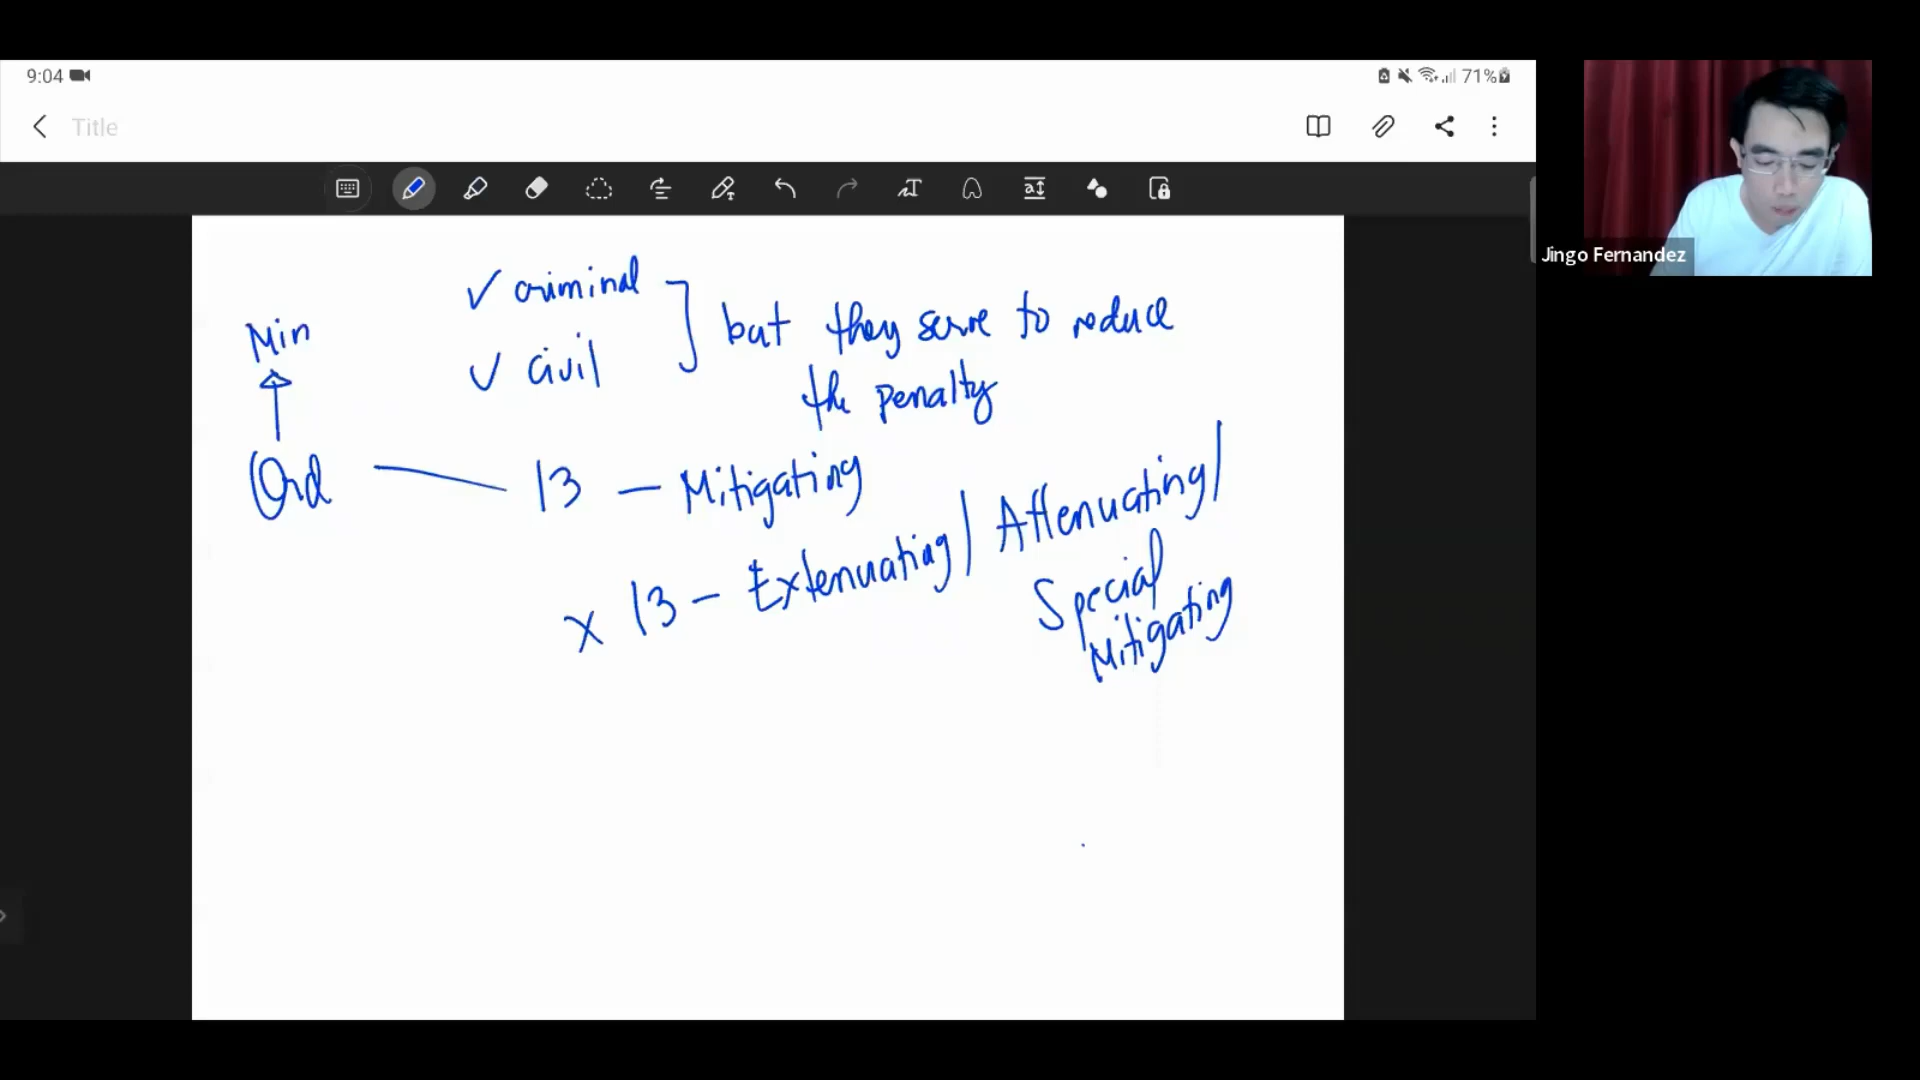 9:04
71%
Title
Jingo Fernandez
✓ criminal
✓ civil
but they serve to reduce
the penalty
Min
Ord — 13 — Mitigating
x 13 — Extenuating / Attenuating /
Special
Mitigating